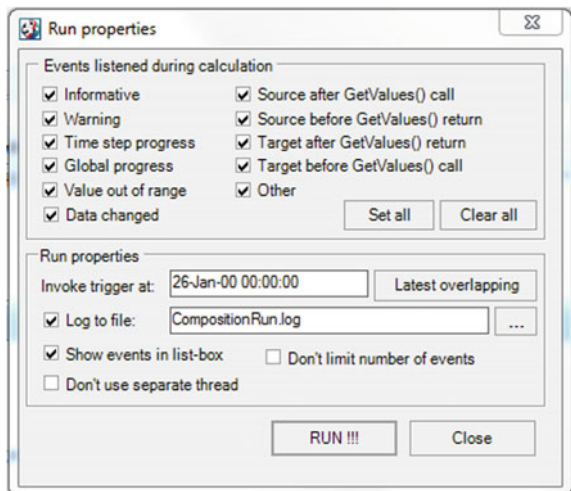 Run properties
Events listened during calculation
Informative
Source after GetValues() call
Warning
Source before GetValues() return
Time step progress
Target after GetValues() return
Global progress
Target before GetValues() call
Value out of range
Other
Data changed
Set all
Clear all
Run properties
Invoke trigger at:
26-Jan-00 00:00:00
Latest overlapping
Log to file:
CompositionRun.log
...
Show events in list-box
Don't limit number of events
Don't use separate thread
RUN !!!
Close